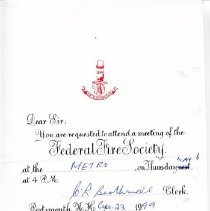 Dear Sir:
You are requested to attend a meeting of the
Federal Fire Society,
at the METRO on Thursday MAY
at 4 P.M.
Clerk.
Portsmouth N.H. 23 1999